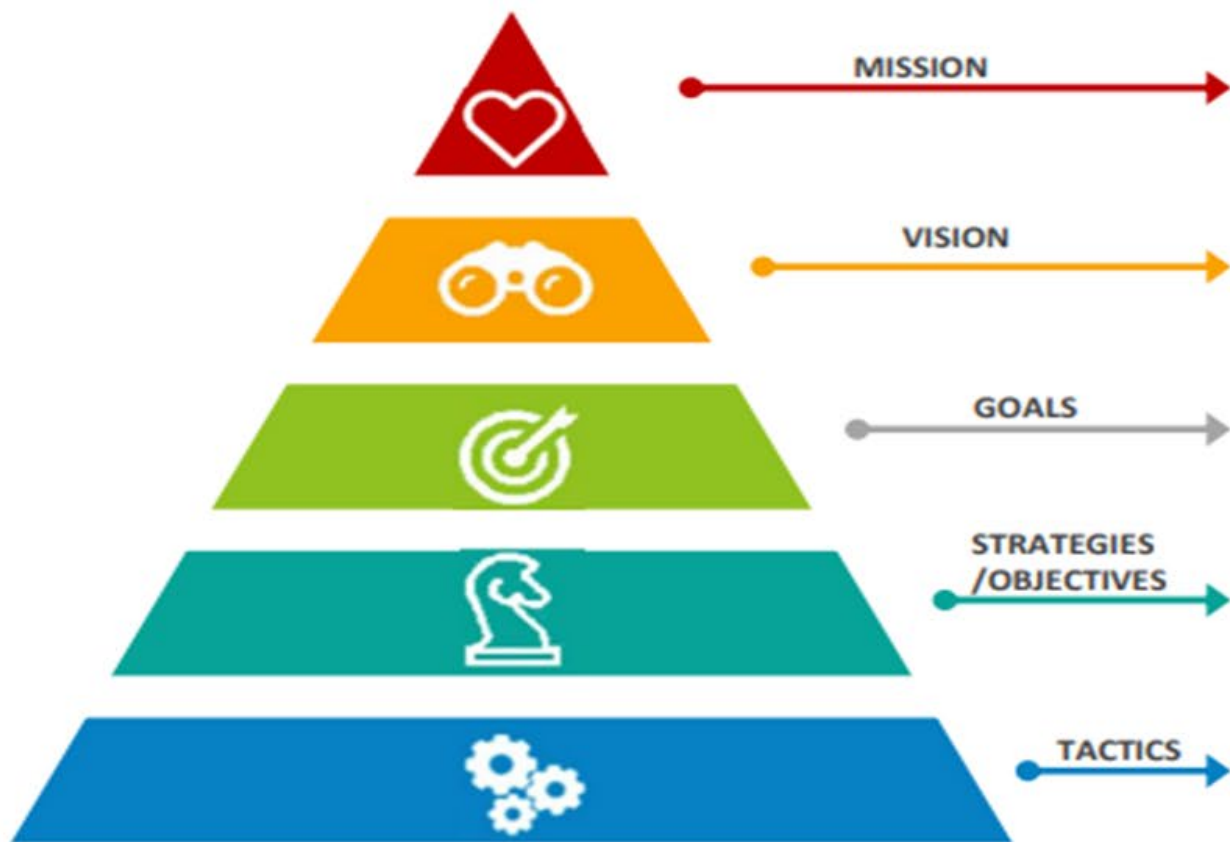 MISSION
VISION
GOALS
STRATEGIES
/OBJECTIVES
TACTICS